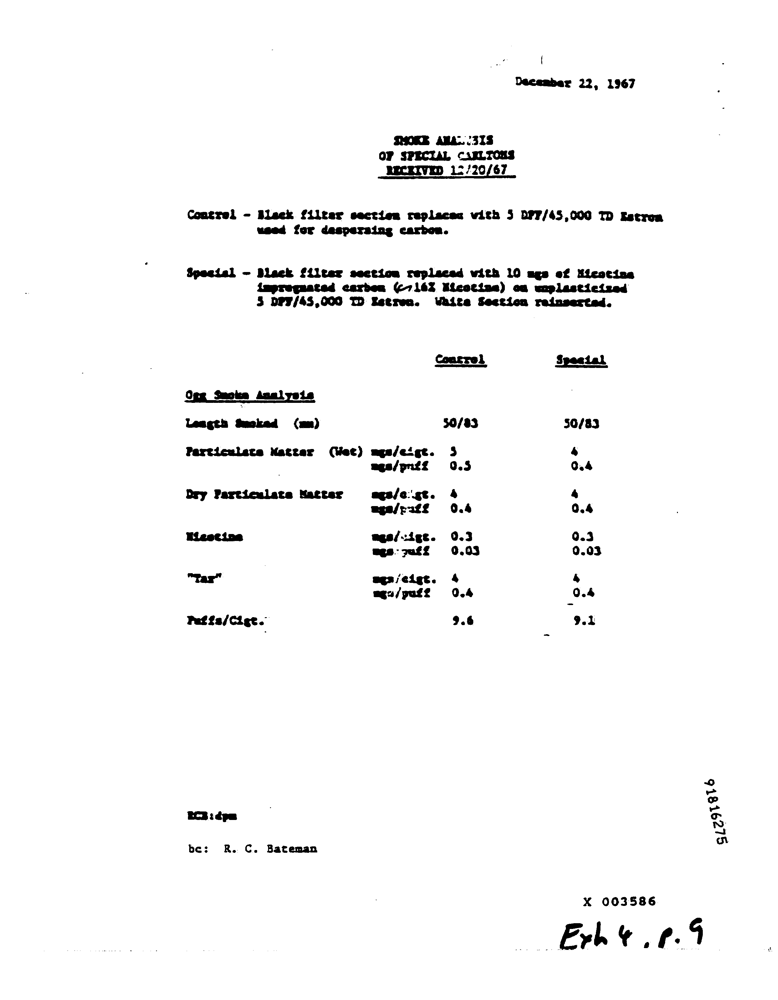 December 22, 1967
SMOKE ANALYSIS
OF SPECIAL CARLTONS
RECEIVED 12/20/67
Control - Black filter section replaced with 5 DPF/45,000 TD Estron
used for despersing carbon.
Special - Black filter section replaced with 10 mgs of Nicotine
impregnated carbon (~16% Nicotine) on unplasticized
5 DPF/45,000 TD Estron. White Section reinserted.
Control Special
Ogg Smoke Analysis
Length Smoked (mm) 50/83 50/83
Particulate Matter (Wet) mgs/cigt. 5 4
mgs/puff 0.5 0.4
Dry Particulate Matter mgs/cigt. 4 4
mgs/puff 0.4 0.4
Nicotine mgs/cigt. 0.3 0.3
mgs/puff 0.03 0.03
"Tar" mgs/cigt. 4 4
mgs/puff 0.4 0.4
Puffs/Cigt. 9.6 9.1
RCB:dpm
bc: R. C. Bateman
91816275
X 003586
Exh 4, p. 9